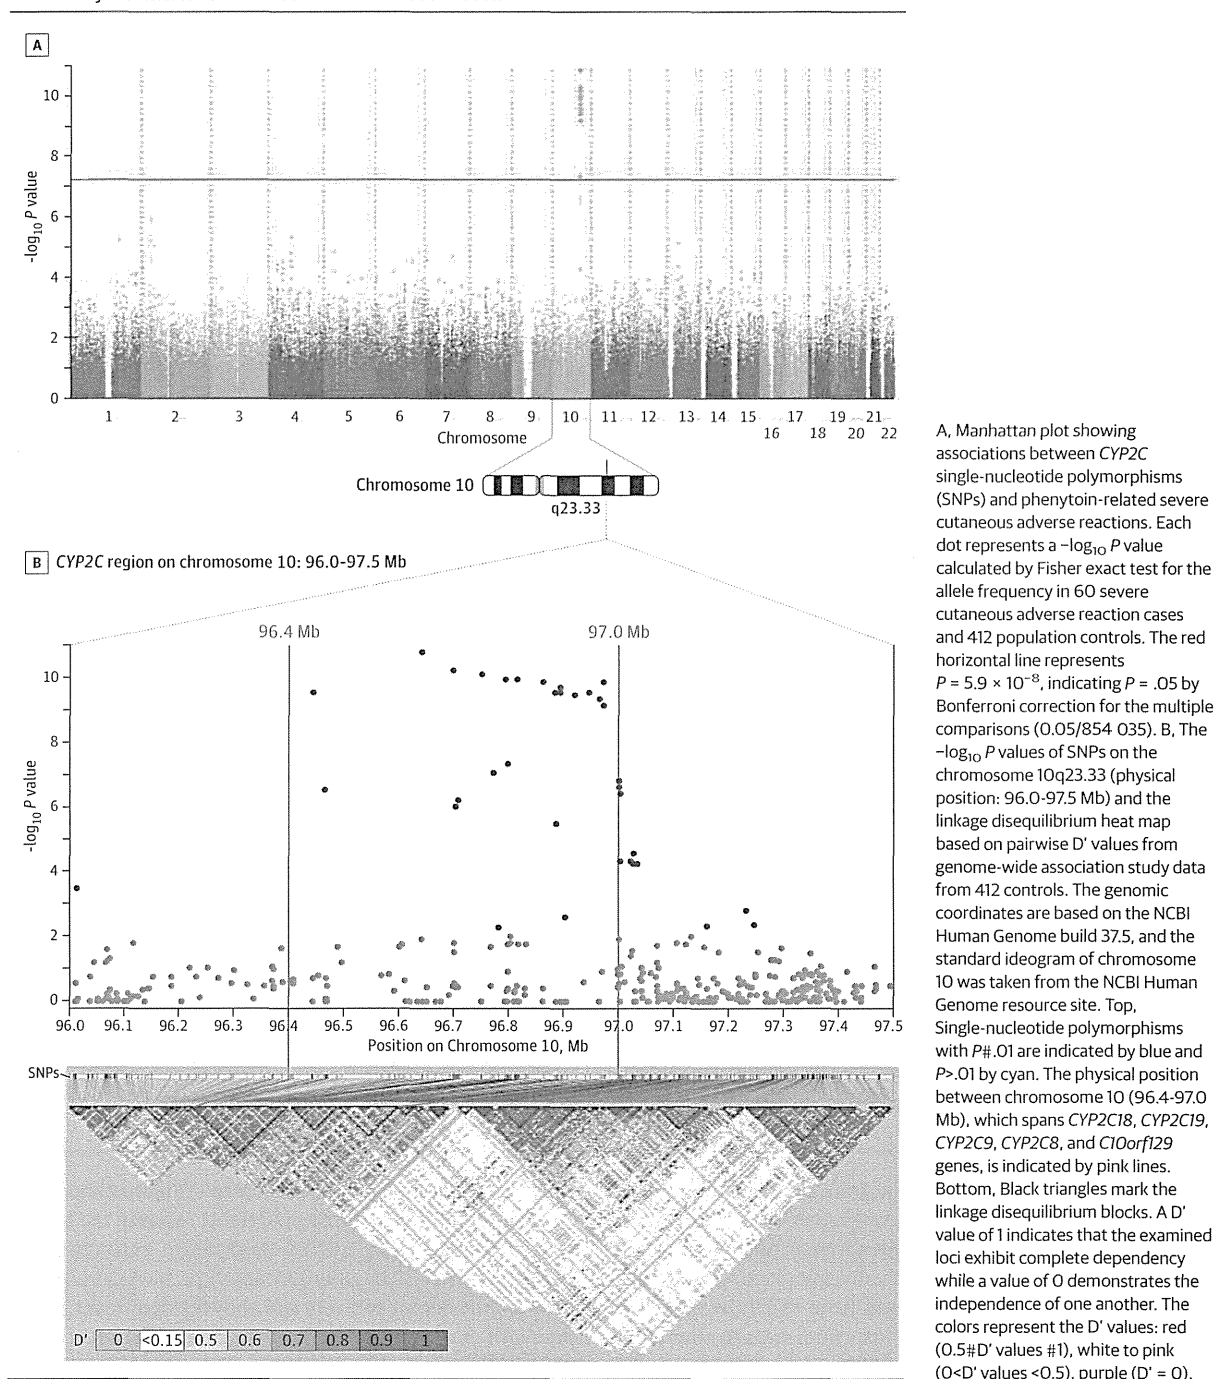 A
10
8
6
4
2
0
-log10 P value
1 2 3 4 5 6 7 8 9 10 11 12 13 14 15 17 19 21
16 18 20 22
Chromosome
Chromosome 10
q23.33
B CYP2C region on chromosome 10: 96.0-97.5 Mb
96.4 Mb 97.0 Mb
10
8
6
4
2
0
-log10 P value
96.0 96.1 96.2 96.3 96.4 96.5 96.6 96.7 96.8 96.9 97.0 97.1 97.2 97.3 97.4 97.5
Position on Chromosome 10, Mb
SNPs
D' 0 <0.15 0.5 0.6 0.7 0.8 0.9 1
A, Manhattan plot showing
associations between CYP2C
single-nucleotide polymorphisms
(SNPs) and phenytoin-related severe
cutaneous adverse reactions. Each
dot represents a −log10 P value
calculated by Fisher exact test for the
allele frequency in 60 severe
cutaneous adverse reaction cases
and 412 population controls. The red
horizontal line represents
P = 5.9 × 10−8, indicating P = .05 by
Bonferroni correction for the multiple
comparisons (0.05/854 035). B, The
−log10 P values of SNPs on the
chromosome 10q23.33 (physical
position: 96.0-97.5 Mb) and the
linkage disequilibrium heat map
based on pairwise D' values from
genome-wide association study data
from 412 controls. The genomic
coordinates are based on the NCBI
Human Genome build 37.5, and the
standard ideogram of chromosome
10 was taken from the NCBI Human
Genome resource site. Top,
Single-nucleotide polymorphisms
with P#.01 are indicated by blue and
P>.01 by cyan. The physical position
between chromosome 10 (96.4-97.0
Mb), which spans CYP2C18, CYP2C19,
CYP2C9, CYP2C8, and C10orf129
genes, is indicated by pink lines.
Bottom, Black triangles mark the
linkage disequilibrium blocks. A D'
value of 1 indicates that the examined
loci exhibit complete dependency
while a value of 0 demonstrates the
independence of one another. The
colors represent the D' values: red
(0.5#D' values #1), white to pink
(0<D' values <0.5), purple (D' = 0).